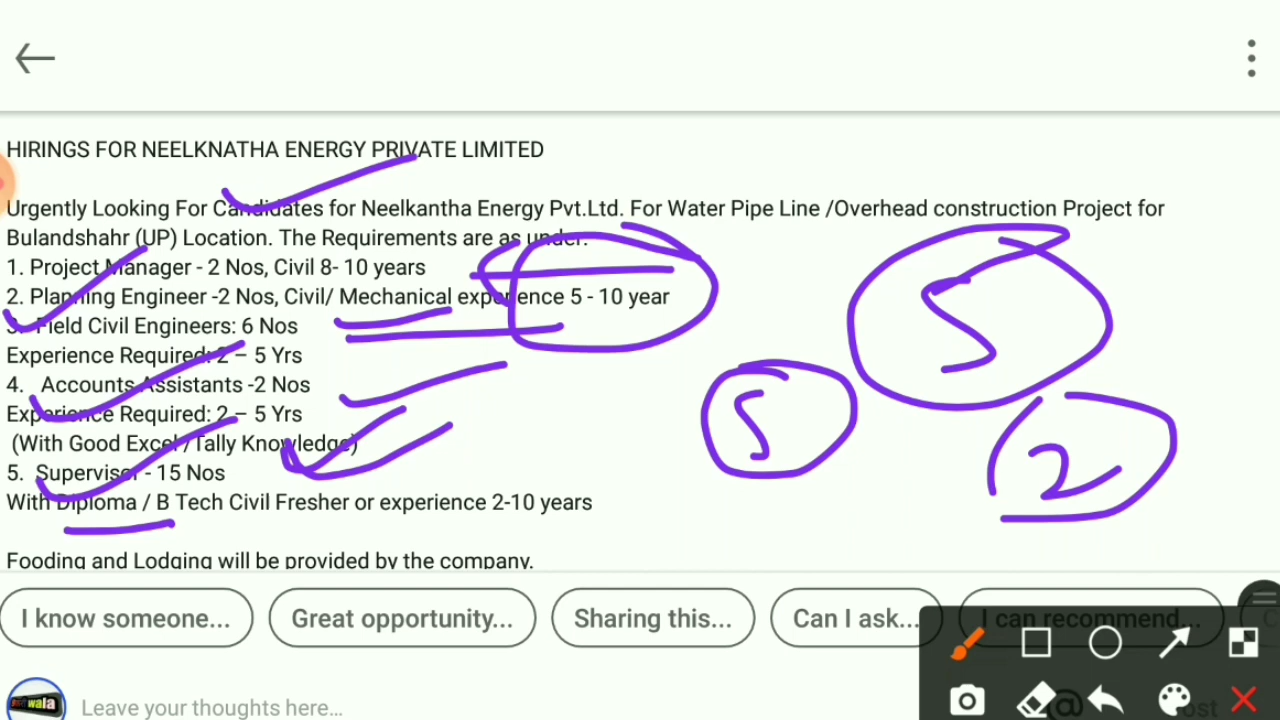 HIRINGS FOR NEELKNATHA ENERGY PRIVATE LIMITED
Urgently Looking For Candidates for Neelkantha Energy Pvt.Ltd. For Water Pipe Line /Overhead construction Project for
Bulandshahr (UP) Location. The Requirements are as under:
1. Project Manager - 2 Nos, Civil 8- 10 years
2. Planning Engineer -2 Nos, Civil/ Mechanical experience 5 - 10 year
3. Field Civil Engineers: 6 Nos
Experience Required: 2 – 5 Yrs
4. Accounts Assistants -2 Nos
Experience Required: 2 – 5 Yrs
(With Good Excel /Tally Knowledge)
5. Supervisor - 15 Nos
With Diploma / B Tech Civil Fresher or experience 2-10 years
5
5
2
Fooding and Lodging will be provided by the company.
I know someone... Great opportunity... Sharing this... Can I ask... I can recommend...
wala Leave your thoughts here... @